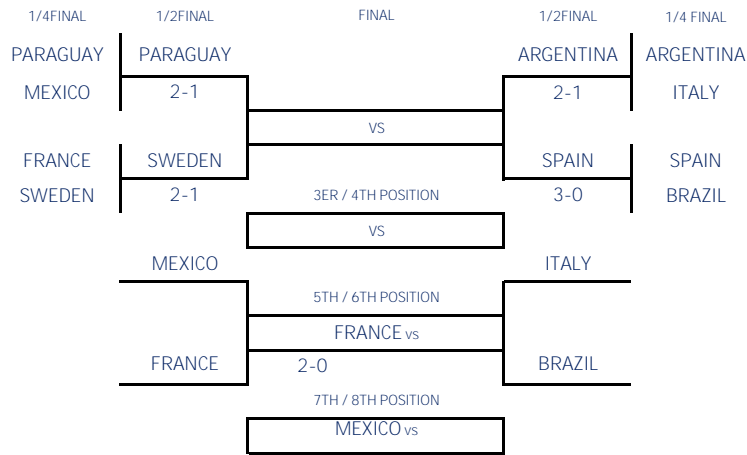 1/4FINAL 1/2FINAL FINAL 1/2FINAL 1/4 FINAL
PARAGUAY PARAGUAY ARGENTINA ARGENTINA
MEXICO 2-1 2-1 ITALY
VS
FRANCE SWEDEN SPAIN SPAIN
SWEDEN 2-1 3ER / 4TH POSITION 3-0 BRAZIL
VS
MEXICO ITALY
5TH / 6TH POSITION
FRANCE VS
FRANCE 2-0 BRAZIL
7TH / 8TH POSITION
MEXICO VS